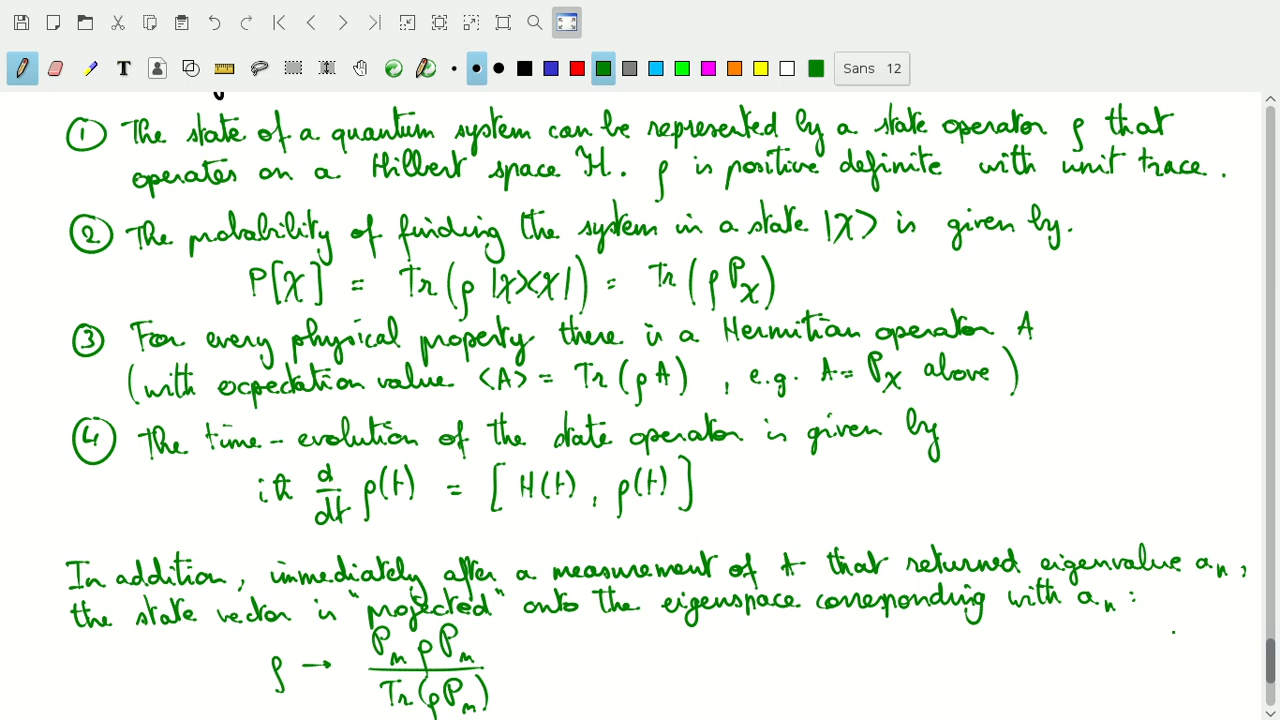 Sans 12
① The state of a quantum system can be represented by a state operator ρ that
operates on a Hilbert space ℋ. ρ is positive definite with unit trace.
② The probability of finding the system in a state |χ> is given by.
P[χ] = Tr(ρ |χ><χ|) = Tr(ρ P_χ)
③ For every physical property there is a Hermitian operator A
(with expectation value <A> = Tr(ρA) , e.g. A = P_χ above)
④ The time-evolution of the state operator is given by
iħ d/dt ρ(t) = [H(t), ρ(t)]
In addition, immediately after a measurement of A that returned eigenvalue a_n,
the state vector is "projected" onto the eigenspace corresponding with a_n:
ρ → P_n ρ P_n / Tr(ρP_n)